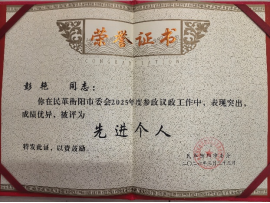 荣誉证书
彭艳 同志：
你在民革衡阳市委会2025年度参政议政工作中，表现突出，
成绩优异，被评为
先进个人
特发此证，以资鼓励